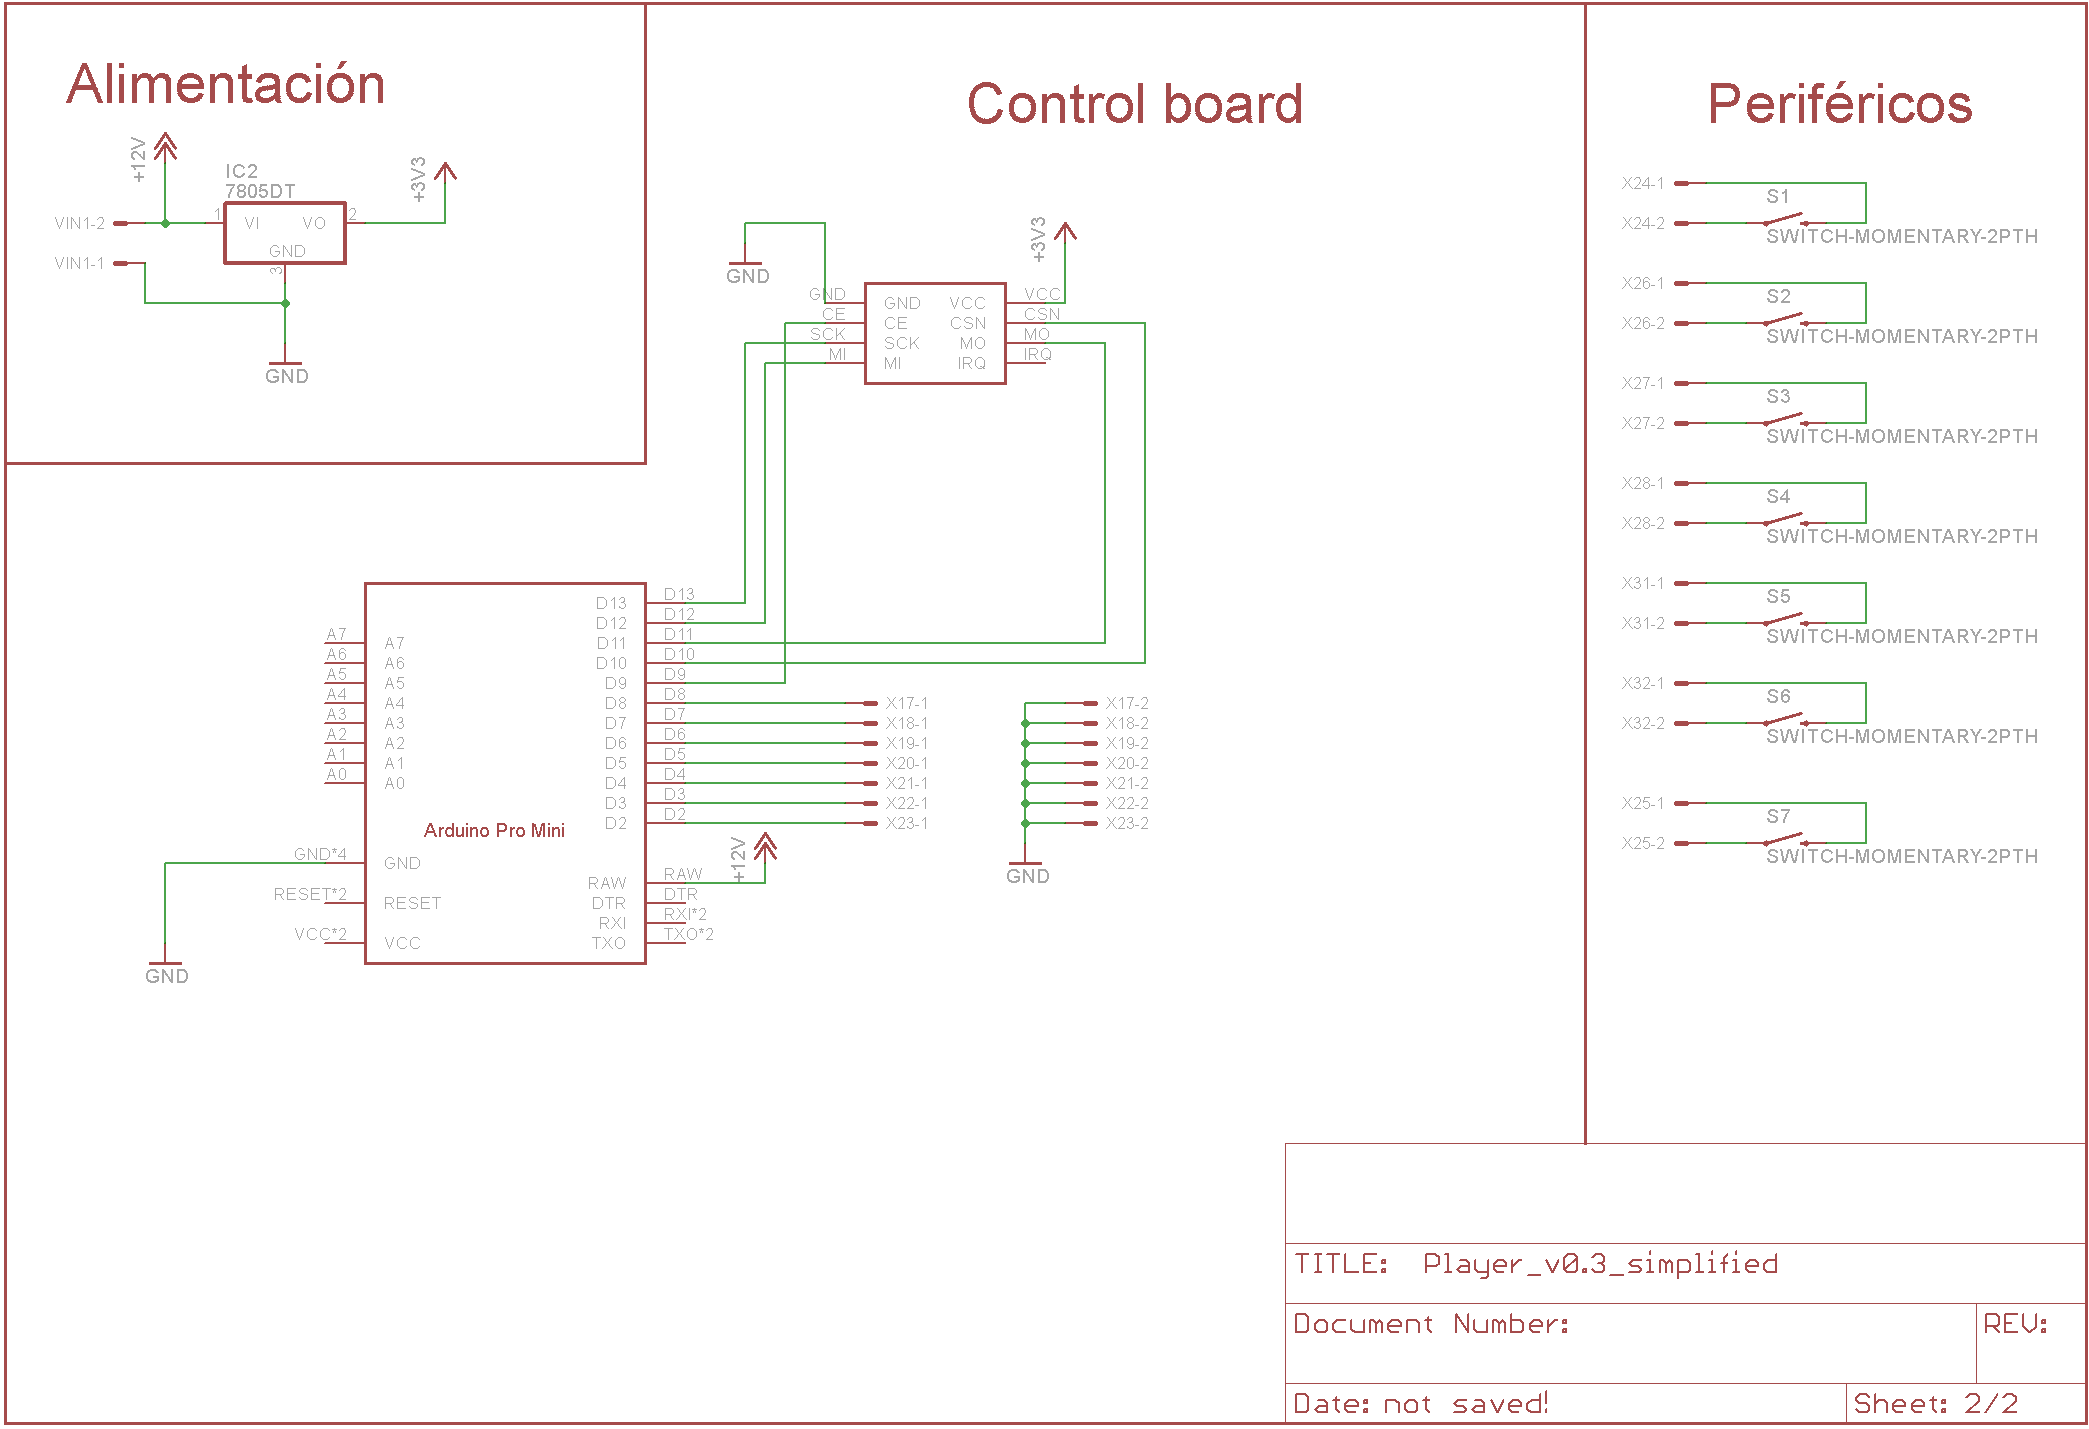 Alimentación
+12V
IC2
7805DT
+3V3
VIN1-2
1
VI
VO
2
GND
VIN1-1
3
GND
Control board
GND
+3V3
GND
GND
VCC
VCC
CE
CE
CSN
CSN
SCK
SCK
MO
MO
MI
MI
IRQ
IRQ
D13
D13
D12
D12
A7
A7
D11
D11
A6
A6
D10
D10
A5
A5
D9
D9
A4
A4
D8
D8
X17-1
X17-2
A3
A3
D7
D7
X18-1
X18-2
A2
A2
D6
D6
X19-1
X19-2
A1
A1
D5
D5
X20-1
X20-2
A0
A0
D4
D4
X21-1
X21-2
D3
D3
X22-1
X22-2
Arduino Pro Mini
D2
D2
X23-1
X23-2
+12V
GND
GND*4
GND
RAW
RAW
RESET*2
RESET
DTR
DTR
RXI
RXI*2
VCC*2
VCC
TXO
TXO*2
GND
Periféricos
X24-1
S1
X24-2
SWITCH-MOMENTARY-2PTH
X26-1
S2
X26-2
SWITCH-MOMENTARY-2PTH
X27-1
S3
X27-2
SWITCH-MOMENTARY-2PTH
X28-1
S4
X28-2
SWITCH-MOMENTARY-2PTH
X31-1
S5
X31-2
SWITCH-MOMENTARY-2PTH
X32-1
S6
X32-2
SWITCH-MOMENTARY-2PTH
X25-1
S7
X25-2
SWITCH-MOMENTARY-2PTH
TITLE: Player_v0.3_simplified
Document Number:
REV:
Date: not saved!
Sheet: 2/2